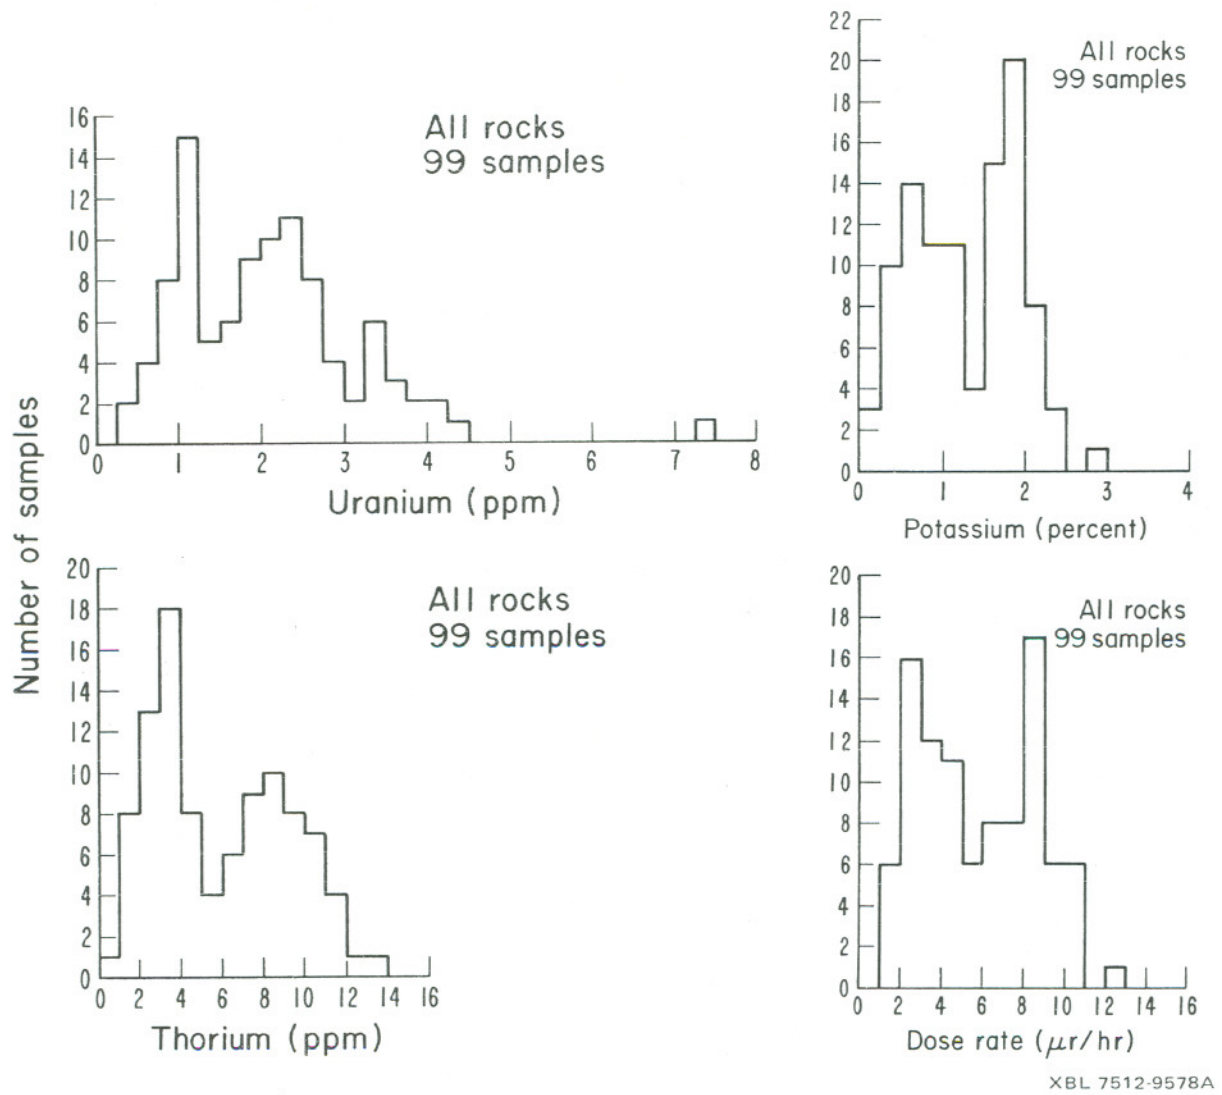 Number of samples
16
14
12
10
8
6
4
2
0
All rocks
99 samples
0 1 2 3 4 5 6 7 8
Uranium (ppm)
22
20
18
16
14
12
10
8
6
4
2
0
All rocks
99 samples
0 1 2 3 4
Potassium (percent)
20
18
16
14
12
10
8
6
4
2
0
All rocks
99 samples
0 2 4 6 8 10 12 14 16
Thorium (ppm)
20
18
16
14
12
10
8
6
4
2
0
All rocks
99 samples
0 2 4 6 8 10 12 14 16
Dose rate (μr/hr)
XBL 7512-9578A